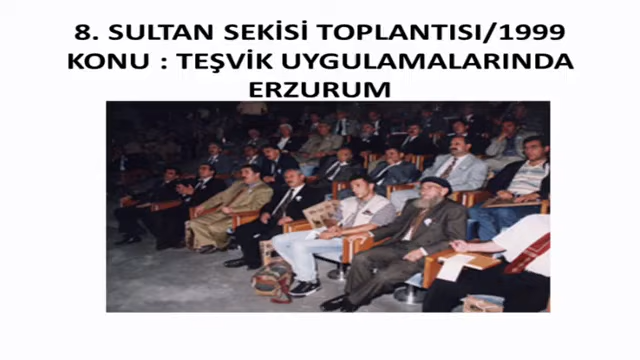 8. SULTAN SEKİSİ TOPLANTISI/1999
KONU : TEŞVİK UYGULAMALARINDA
ERZURUM